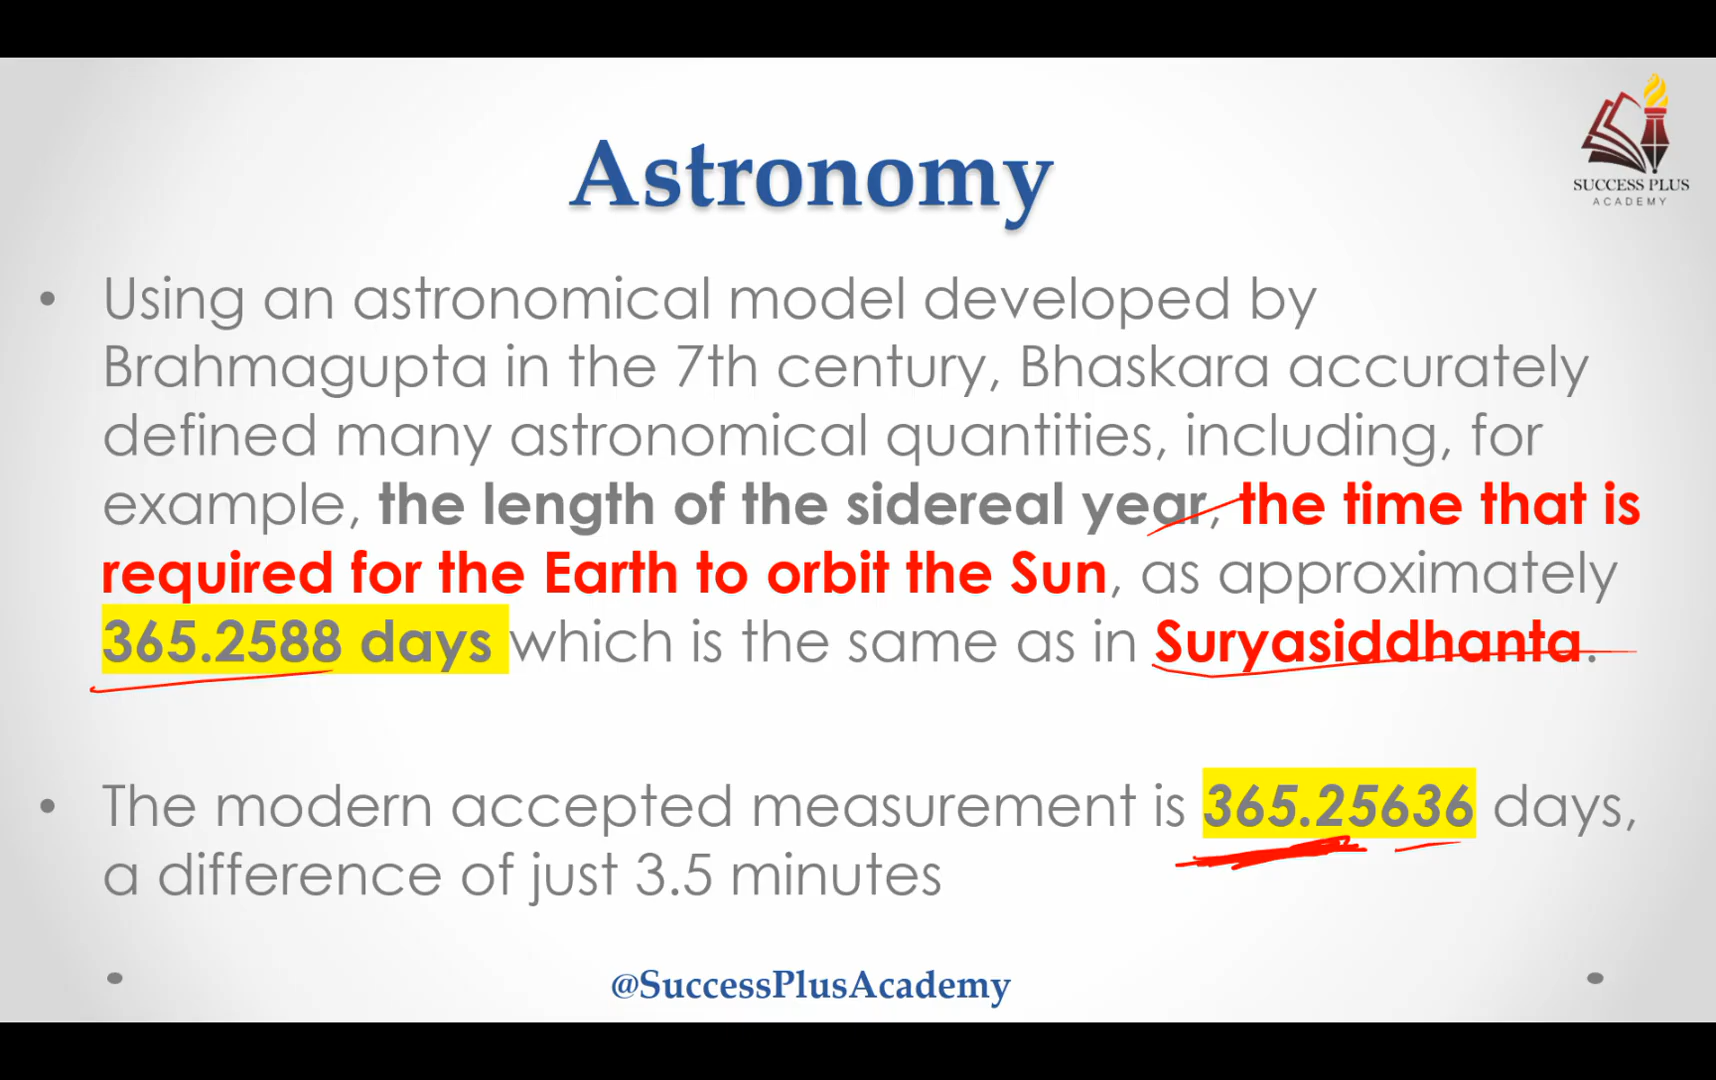 SUCCESS PLUS
ACADEMY
Astronomy
• Using an astronomical model developed by
Brahmagupta in the 7th century, Bhaskara accurately
defined many astronomical quantities, including, for
example, the length of the sidereal year, the time that is
required for the Earth to orbit the Sun, as approximately
365.2588 days which is the same as in Suryasiddhanta.
• The modern accepted measurement is 365.25636 days,
a difference of just 3.5 minutes
@SuccessPlusAcademy